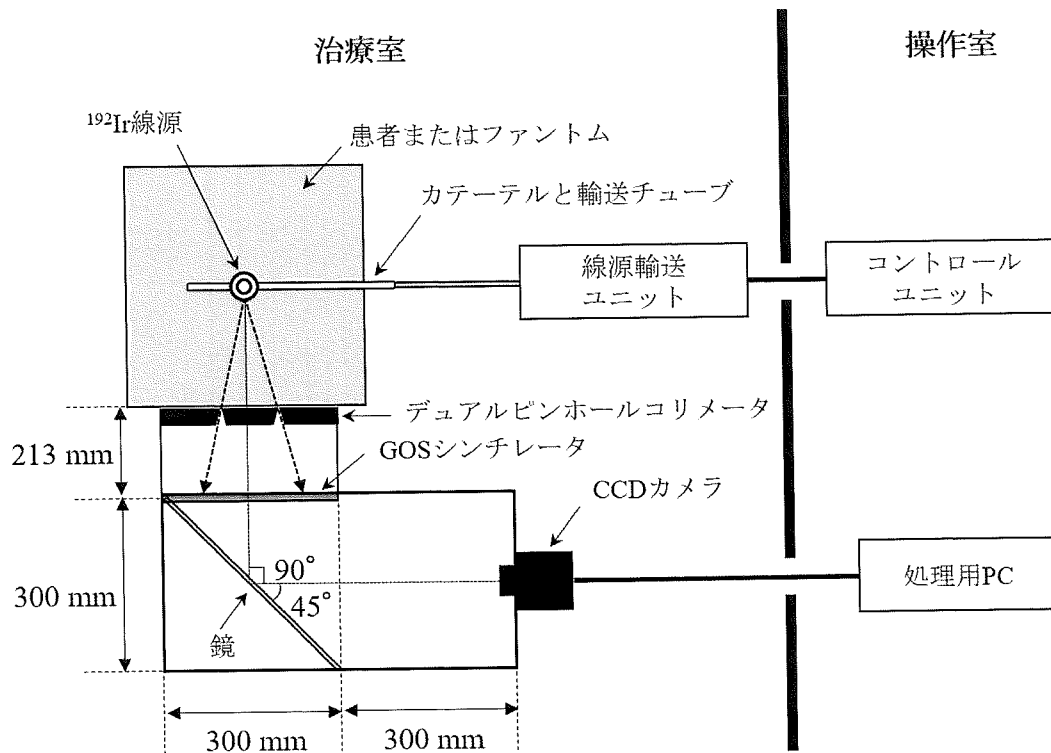 治療室
操作室
¹⁹²Ir線源
患者またはファントム
カテーテルと輸送チューブ
線源輸送
ユニット
コントロール
ユニット
デュアルピンホールコリメータ
213 mm
GOSシンチレータ
CCDカメラ
90°
45°
処理用PC
300 mm
鏡
300 mm
300 mm